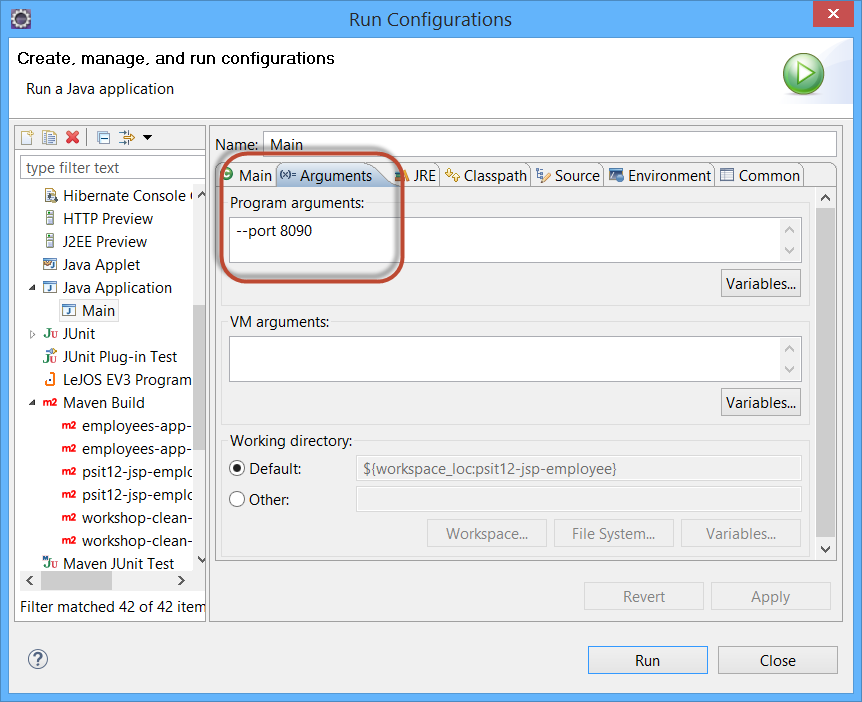 Run Configurations
Create, manage, and run configurations
Run a Java application
Name: Main
type filter text
Main (x)= Arguments JRE Classpath Source Environment Common
Hibernate Console
HTTP Preview
J2EE Preview
Java Applet
Java Application
Main
Ju JUnit
JUnit Plug-in Test
LeJOS EV3 Program
m2 Maven Build
m2 employees-app-
m2 employees-app-
m2 psit12-jsp-emplo
m2 psit12-jsp-emplo
m2 workshop-clean-
m2 workshop-clean-
Maven JUnit Test
Filter matched 42 of 42 item
Program arguments:
--port 8090
Variables...
VM arguments:
Variables...
Working directory:
Default: ${workspace_loc:psit12-jsp-employee}
Other:
Workspace... File System... Variables...
Revert Apply
? Run Close